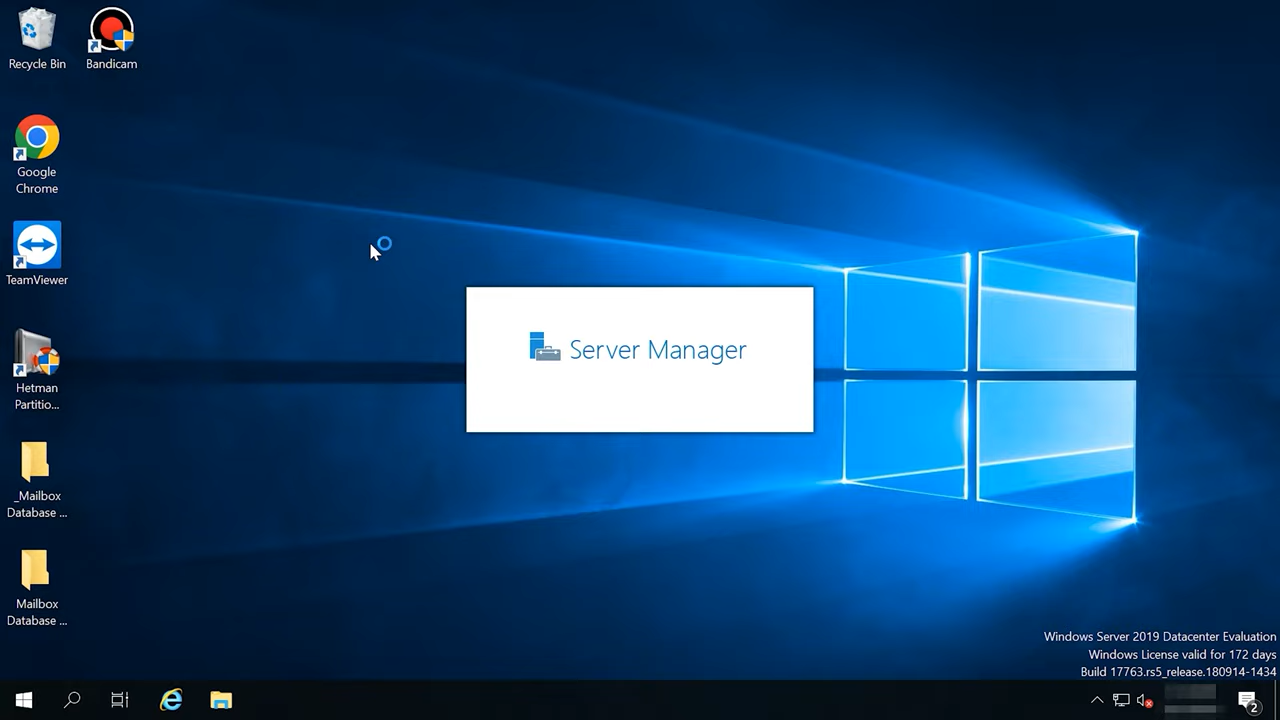 Recycle Bin
Bandicam
Google
Chrome
TeamViewer
Hetman
Partitio...
_Mailbox
Database ...
Mailbox
Database ...
Server Manager
Windows Server 2019 Datacenter Evaluation
Windows License valid for 172 days
Build 17763.rs5_release.180914-1434
2